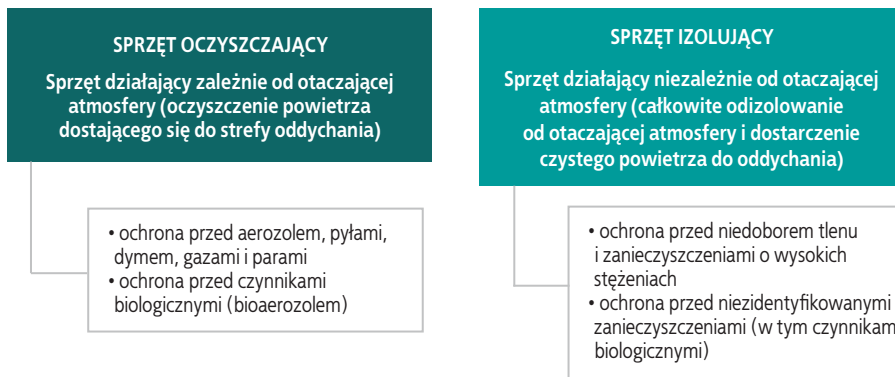 SPRZĘT OCZYSZCZAJĄCY
Sprzęt działający zależnie od otaczającej
atmosfery (oczyszczenie powietrza
dostającego się do strefy oddychania)
• ochrona przed aerozolem, pyłami,
dymem, gazami i parami
• ochrona przed czynnikami
biologicznymi (bioaerozolem)
SPRZĘT IZOLUJĄCY
Sprzęt działający niezależnie od otaczającej
atmosfery (całkowite odizolowanie
od otaczającej atmosfery i dostarczenie
czystego powietrza do oddychania)
• ochrona przed niedoborem tlenu
i zanieczyszczeniami o wysokich
stężeniach
• ochrona przed niezidentyfikowanymi
zanieczyszczeniami (w tym czynnikam
biologicznymi)